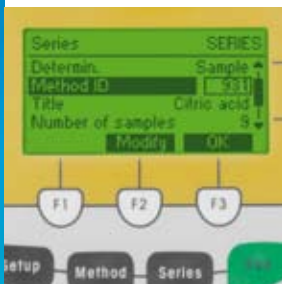 Series SERIES
Determin. Sample
Method ID 931
Title Citric acid
Number of samples 9
Modify OK
F1 F2 F3
Setup Method Series